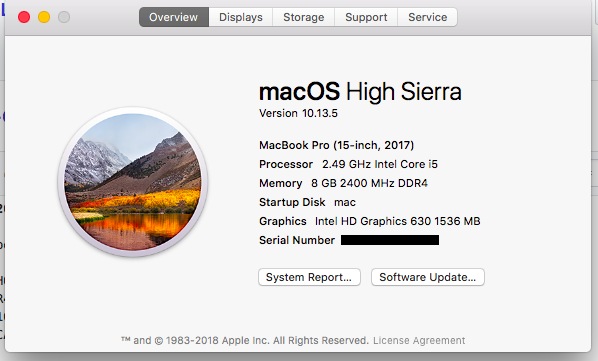 Overview Displays Storage Support Service
macOS High Sierra
Version 10.13.5
MacBook Pro (15-inch, 2017)
Processor 2.49 GHz Intel Core i5
Memory 8 GB 2400 MHz DDR4
Startup Disk mac
Graphics Intel HD Graphics 630 1536 MB
Serial Number
System Report... Software Update...
™ and © 1983-2018 Apple Inc. All Rights Reserved. License Agreement